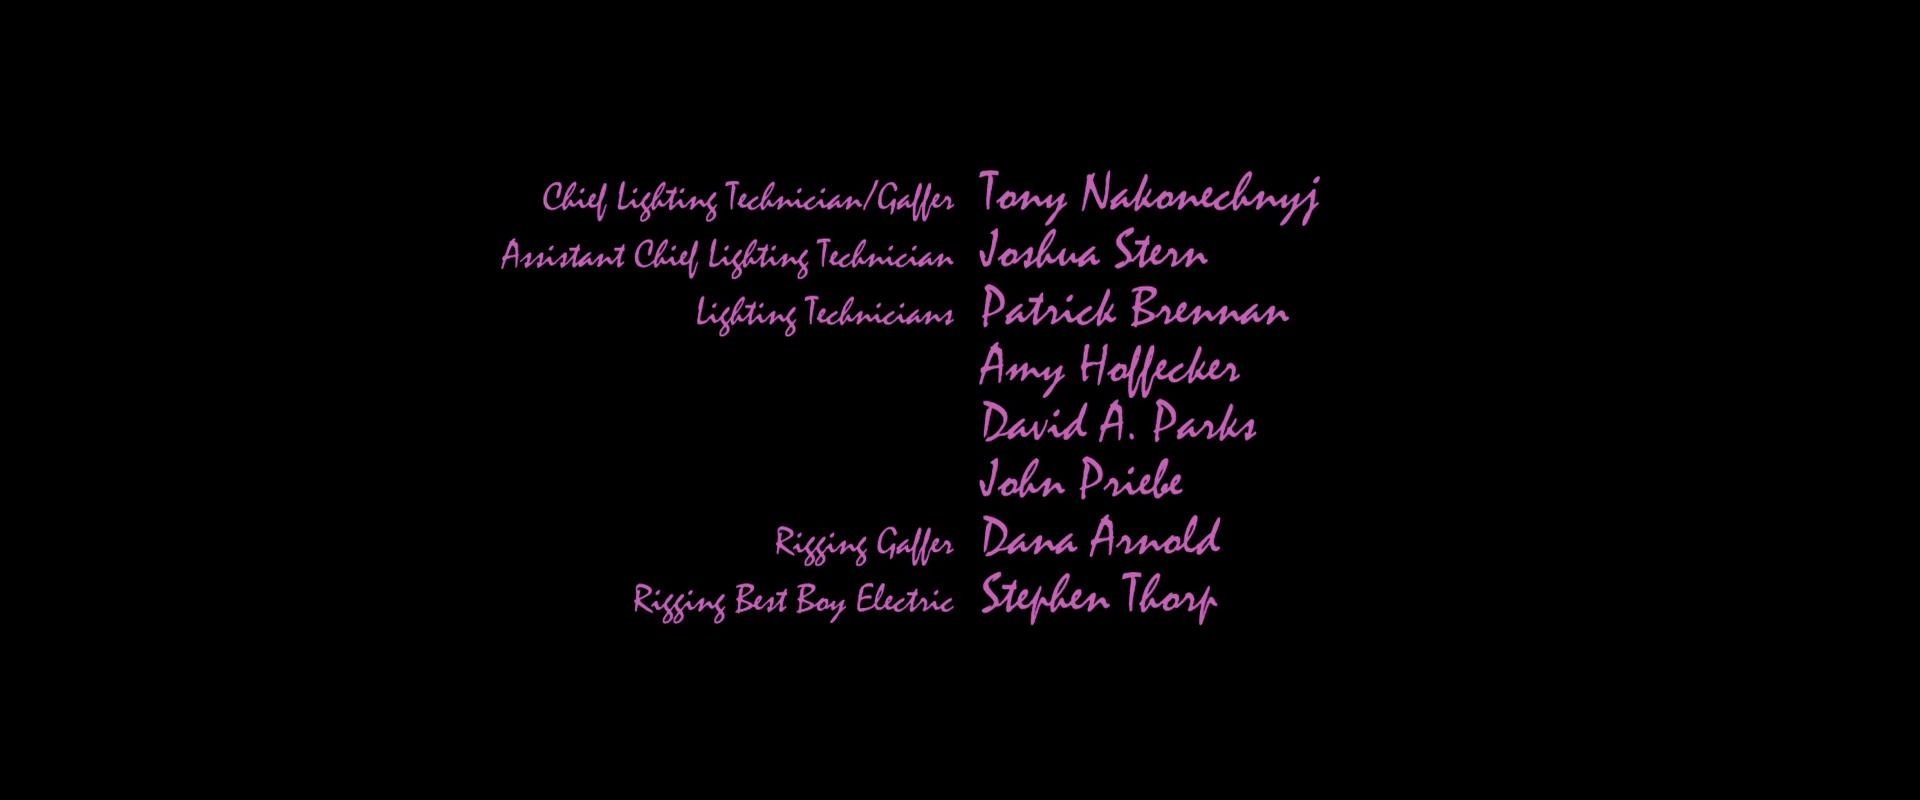 Chief Lighting Technician/Gaffer Tony Nakonechnyj
Assistant Chief Lighting Technician Joshua Stern
Lighting Technicians Patrick Brennan
Amy Hoffecker
David A. Parks
John Priebe
Rigging Gaffer Dana Arnold
Rigging Best Boy Electric Stephen Thorp